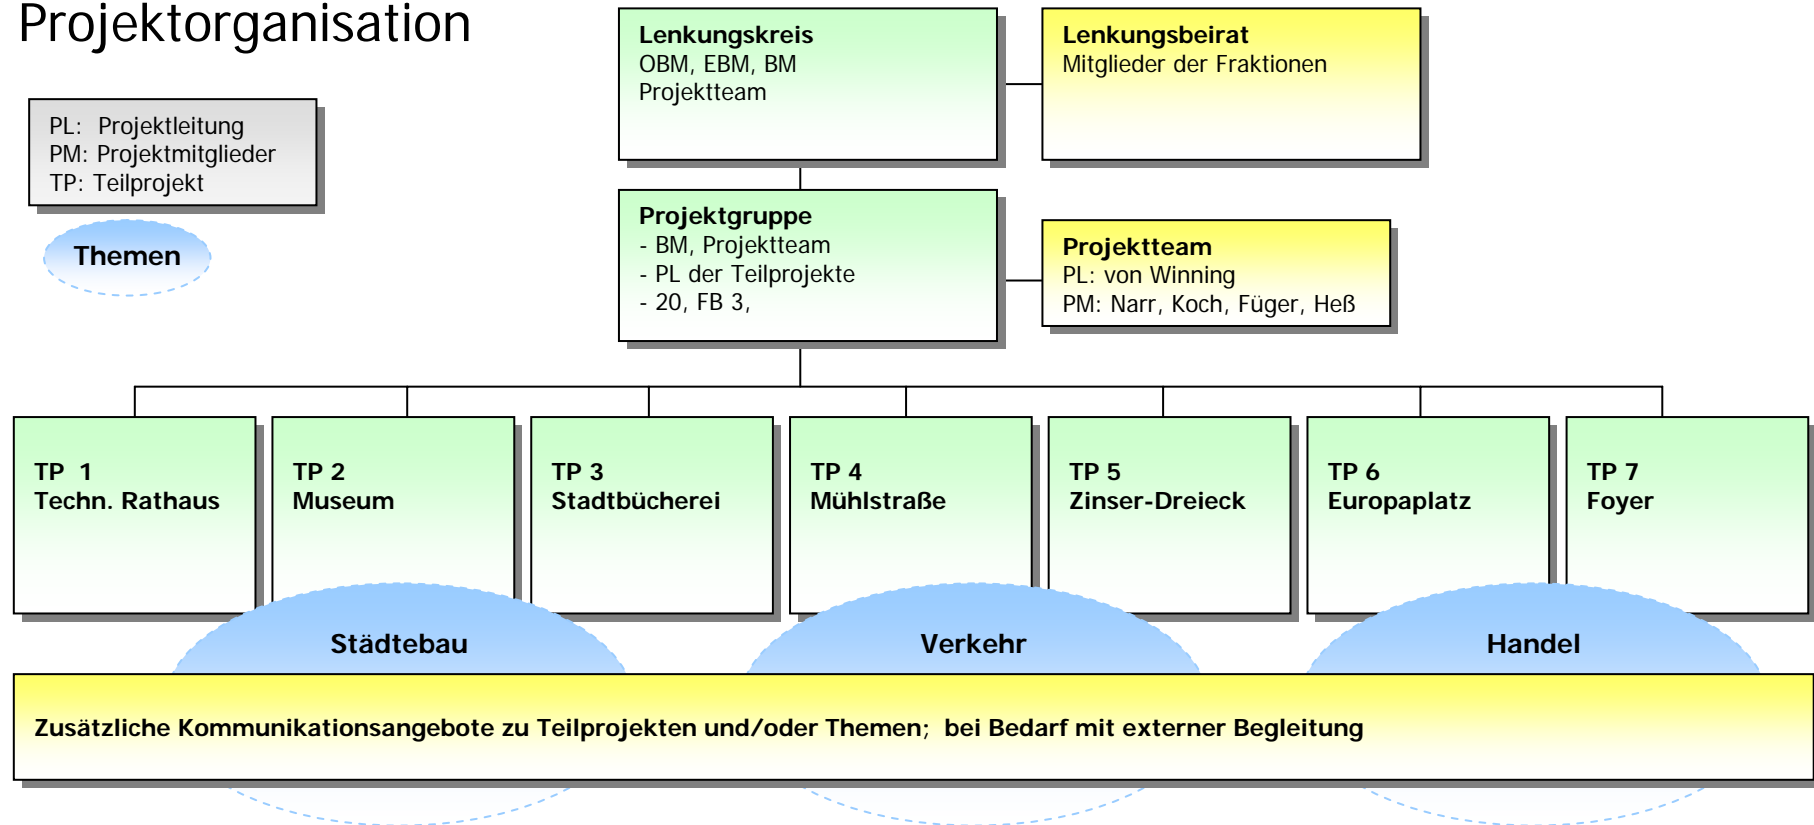 Projektorganisation
PL: Projektleitung
PM: Projektmitglieder
TP: Teilprojekt
Themen
Lenkungskreis
OBM, EBM, BM
Projektteam
Lenkungsbeirat
Mitglieder der Fraktionen
Projektgruppe
- BM, Projektteam
- PL der Teilprojekte
- 20, FB 3,
Projektteam
PL: von Winning
PM: Narr, Koch, Füger, Heß
TP 1
Techn. Rathaus
TP 2
Museum
TP 3
Stadtbücherei
TP 4
Mühlstraße
TP 5
Zinser-Dreieck
TP 6
Europaplatz
TP 7
Foyer
Städtebau
Verkehr
Handel
Zusätzliche Kommunikationsangebote zu Teilprojekten und/oder Themen; bei Bedarf mit externer Begleitung